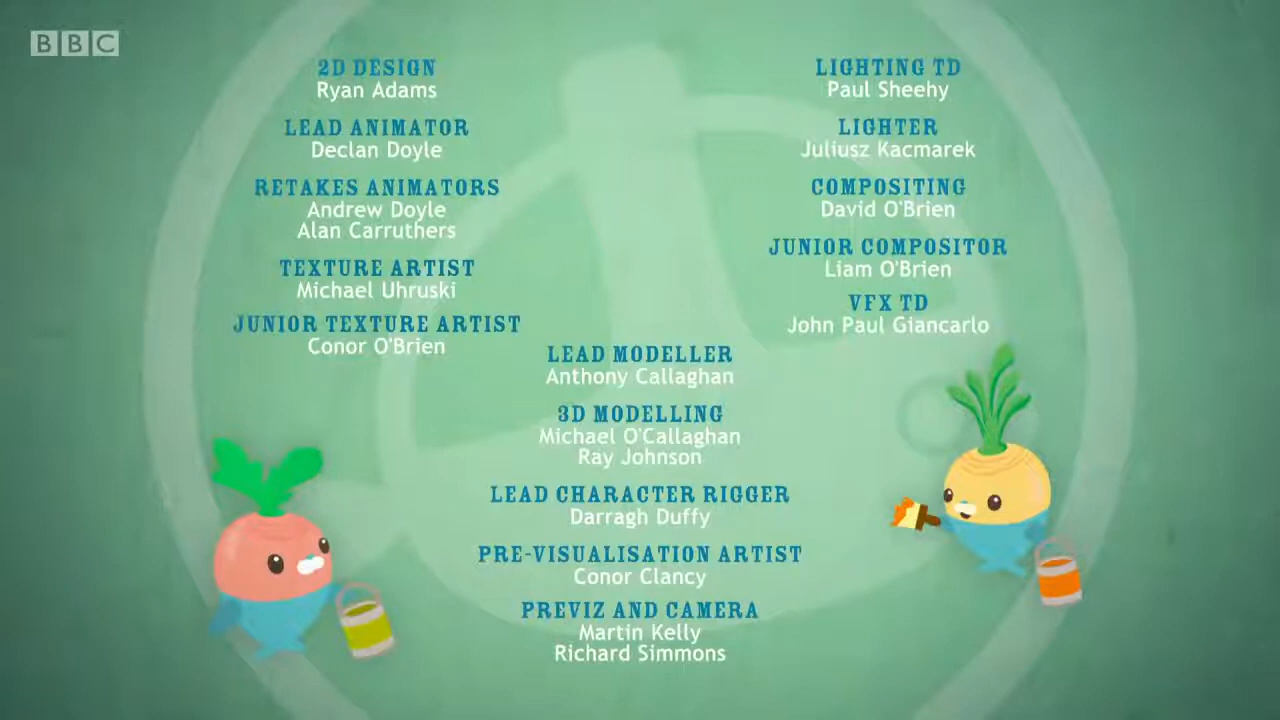 BBC
2D DESIGN
Ryan Adams
LEAD ANIMATOR
Declan Doyle
RETAKES ANIMATORS
Andrew Doyle
Alan Carruthers
TEXTURE ARTIST
Michael Uhruski
JUNIOR TEXTURE ARTIST
Conor O'Brien
LIGHTING TD
Paul Sheehy
LIGHTER
Juliusz Kacmarek
COMPOSITING
David O'Brien
JUNIOR COMPOSITOR
Liam O'Brien
VFX TD
John Paul Giancarlo
LEAD MODELLER
Anthony Callaghan
3D MODELLING
Michael O'Callaghan
Ray Johnson
LEAD CHARACTER RIGGER
Darragh Duffy
PRE-VISUALISATION ARTIST
Conor Clancy
PREVIZ AND CAMERA
Martin Kelly
Richard Simmons